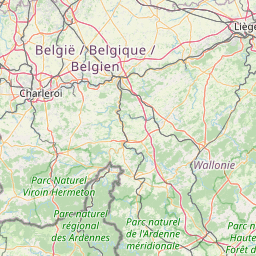 Liège
België / Belgique /
Belgien
Charleroi
Wallonie
Parc Naturel
Viroin Hermeton
Parc naturel
régional
des Ardennes
Parc naturel
de l'Ardenne
méridionale
Parc n
Haute
Forêt d